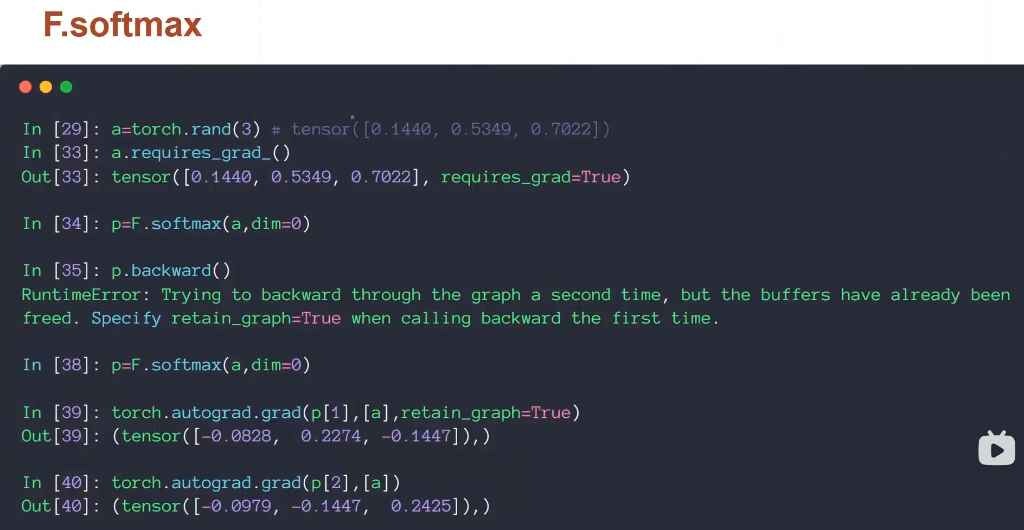 F.softmax
In [29]: a=torch.rand(3) # tensor([0.1440, 0.5349, 0.7022])
In [33]: a.requires_grad_()
Out[33]: tensor([0.1440, 0.5349, 0.7022], requires_grad=True)
In [34]: p=F.softmax(a,dim=0)
In [35]: p.backward()
RuntimeError: Trying to backward through the graph a second time, but the buffers have already been
freed. Specify retain_graph=True when calling backward the first time.
In [38]: p=F.softmax(a,dim=0)
In [39]: torch.autograd.grad(p[1],[a],retain_graph=True)
Out[39]: (tensor([-0.0828,  0.2274, -0.1447]),)
In [40]: torch.autograd.grad(p[2],[a])
Out[40]: (tensor([-0.0979, -0.1447,  0.2425]),)